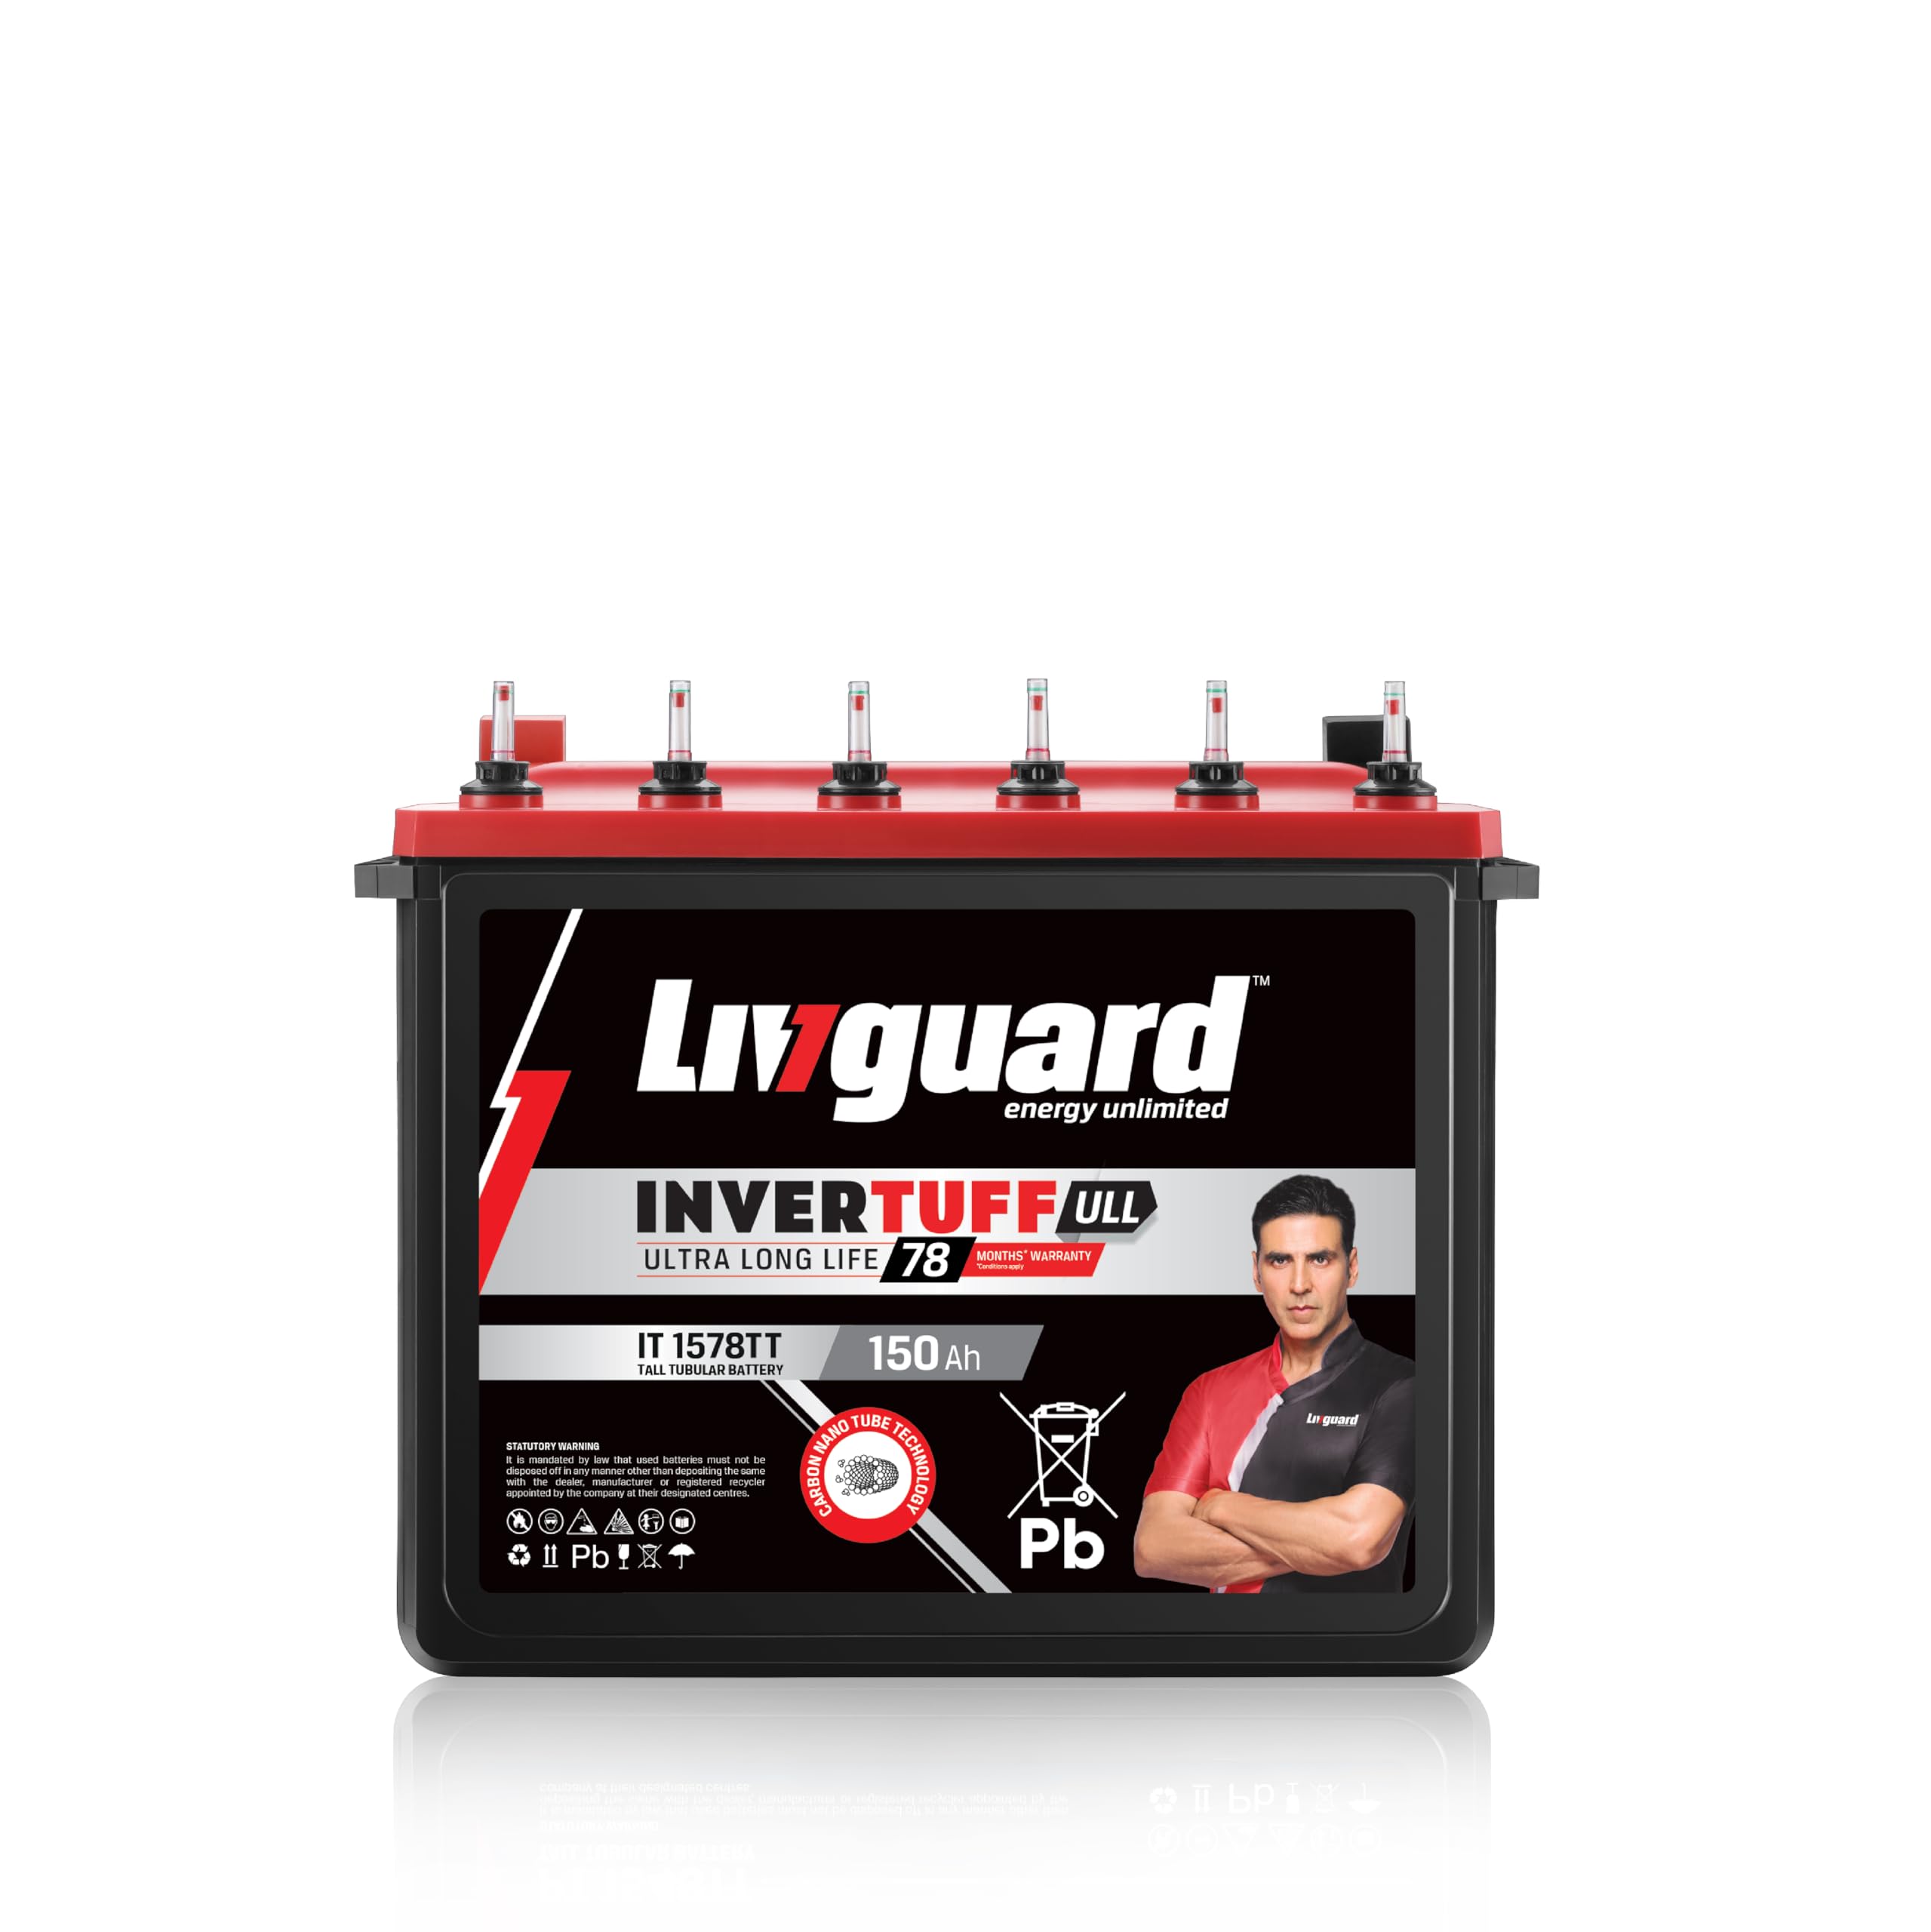 Livguard™
energy unlimited
INVERTUFF ULL
ULTRA LONG LIFE 78 MONTHS* WARRANTY
*Conditions apply
IT 1578TT 150 Ah
TALL TUBULAR BATTERY
CARBON NANO TUBE TECHNOLOGY
STATUTORY WARNING
It is mandated by law that used batteries must not be
disposed off in any manner other than depositing the same
with the dealer, manufacturer or registered recycler
appointed by the company at their designated centres.
Pb
Pb
Livguard